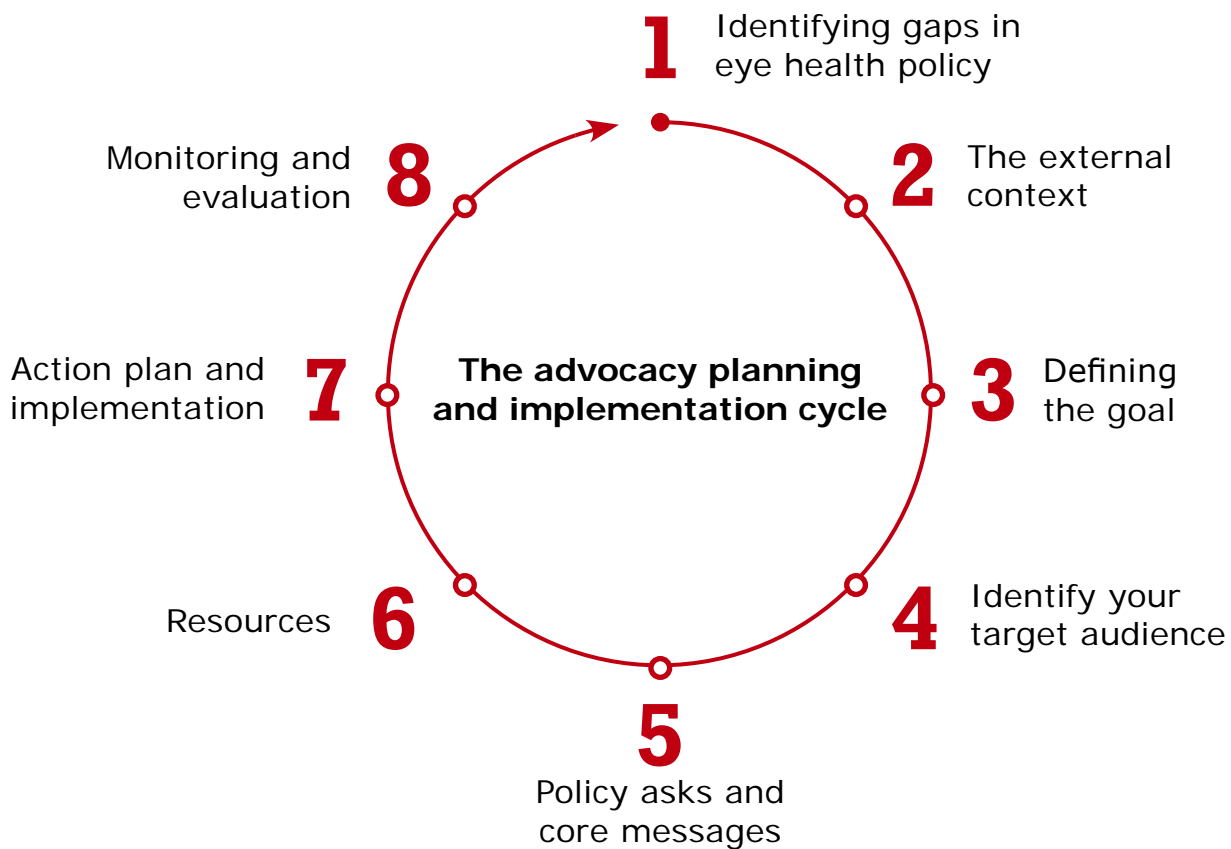 1
Identifying gaps in
eye health policy
2
The external
context
3
Defining
the goal
4
Identify your
target audience
5
Policy asks and
core messages
6
Resources
7
Action plan and
implementation
8
Monitoring and
evaluation
The advocacy planning
and implementation cycle